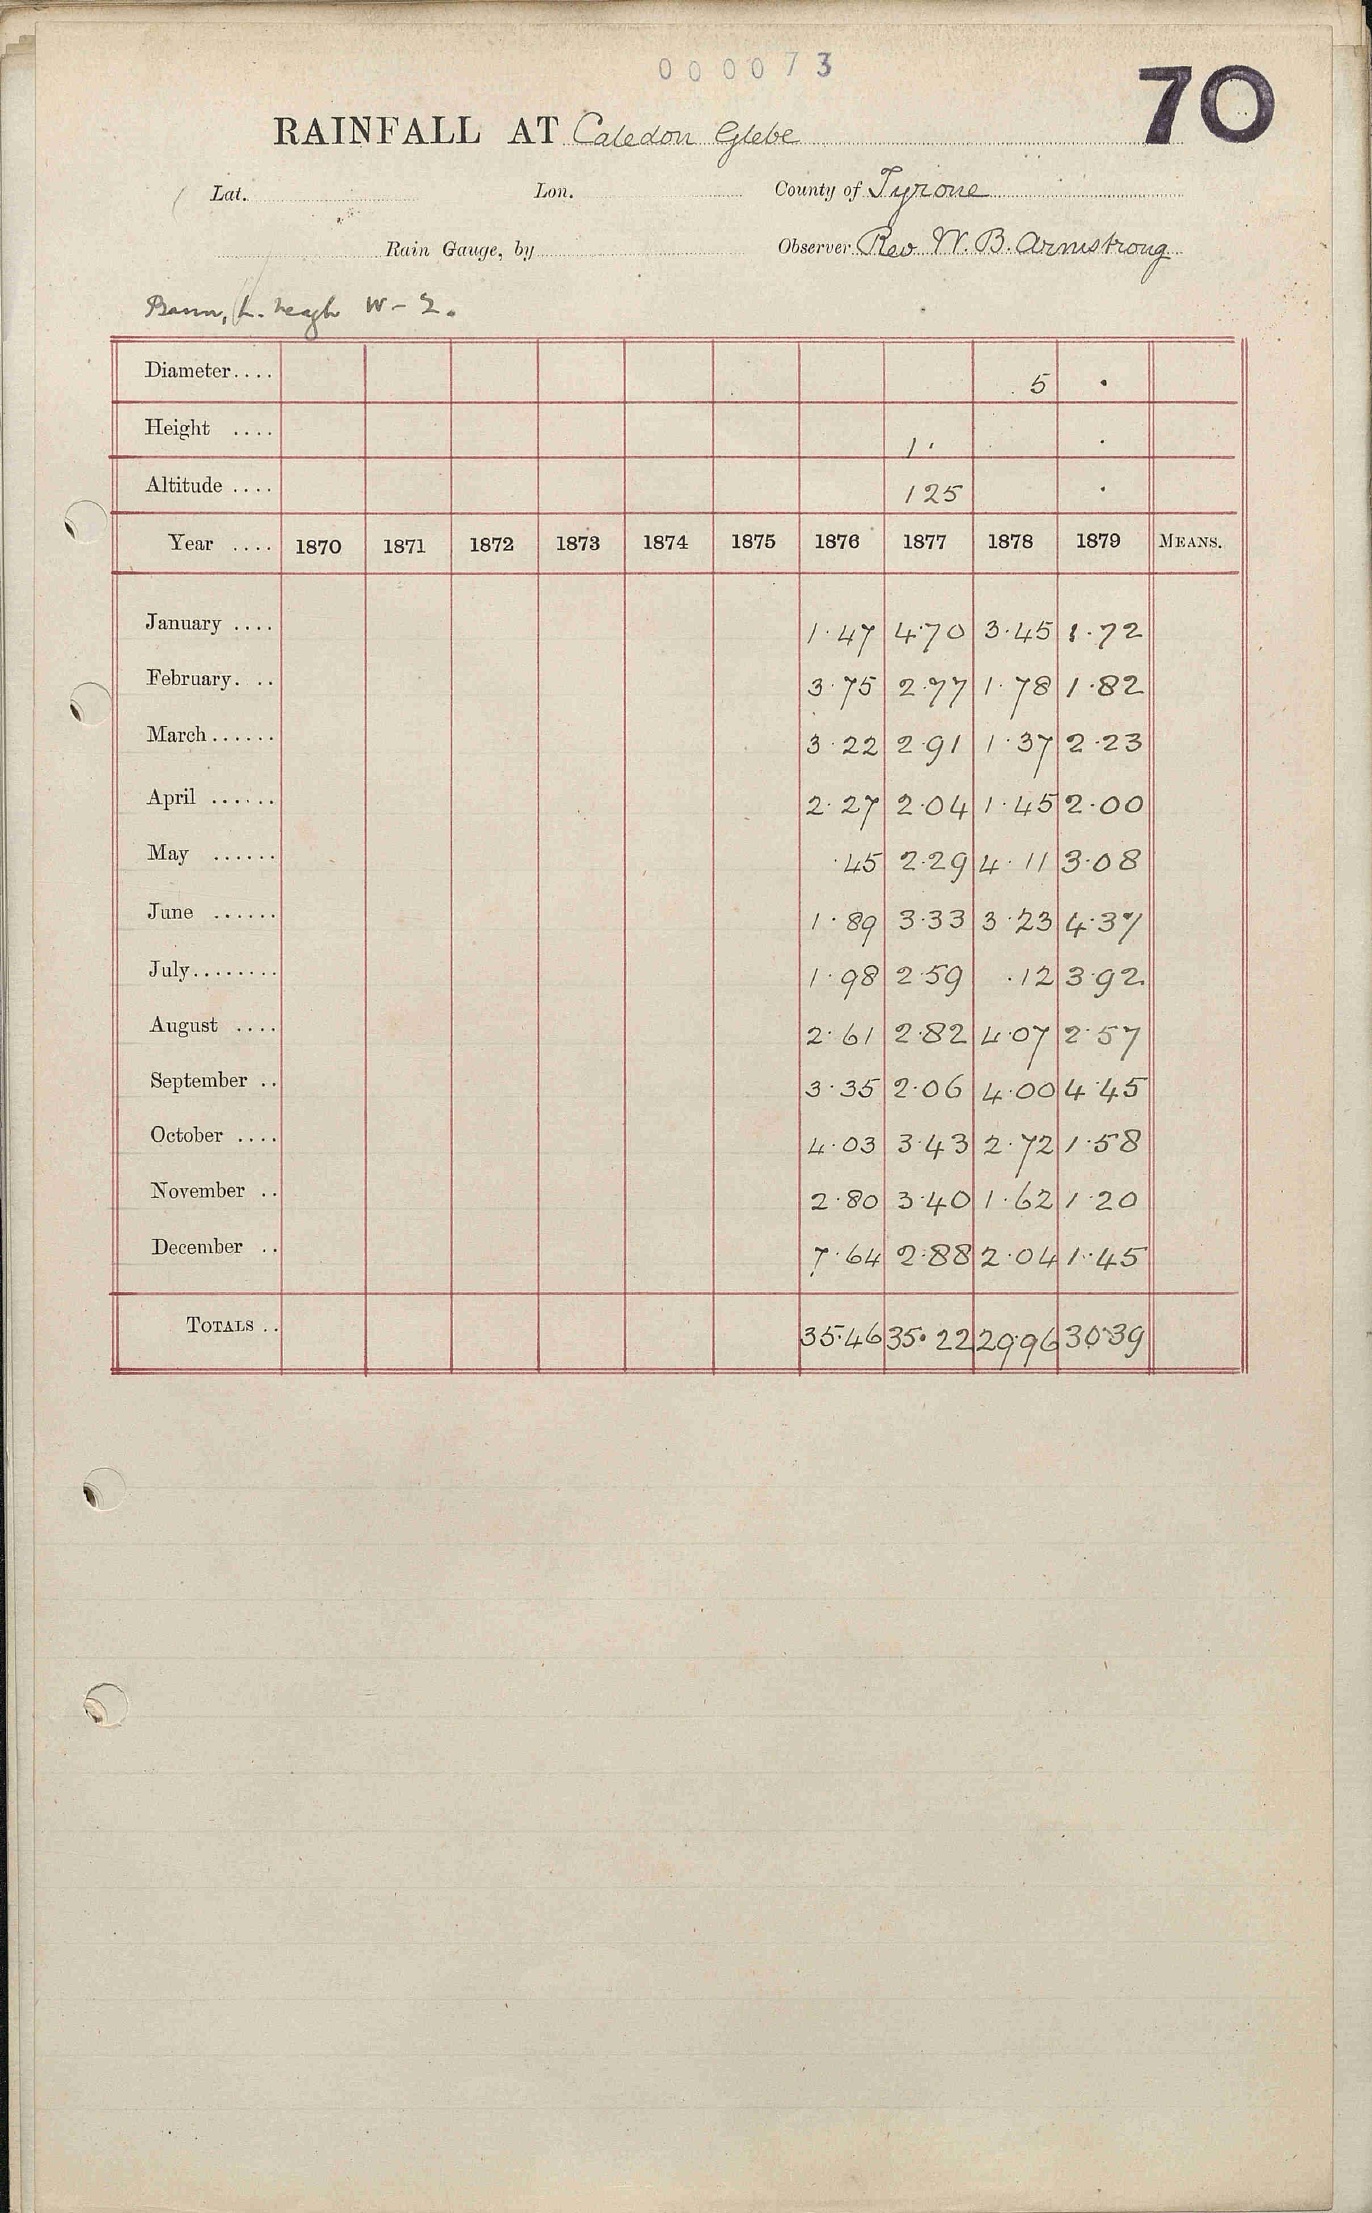 000073
70
RAINFALL AT Caledon Glebe
Lat. Lon. County of Tyrone
Rain Gauge, by Observer Rev W. B. Armstrong
Bann, L. Neagh W-2.
Diameter.... 5 .
Height .... 1. .
Altitude .... 125 .
Year .... 1870 1871 1872 1873 1874 1875 1876 1877 1878 1879 MEANS.
January .... 1.47 4.70 3.45 1.72
February. .. 3.75 2.77 1.78 1.82
March...... 3.22 2.91 1.37 2.23
April ...... 2.27 2.04 1.45 2.00
May ...... .45 2.29 4.11 3.08
June ...... 1.89 3.33 3.23 4.37
July........ 1.98 2.59 .12 3.92
August .... 2.61 2.82 4.07 2.57
September .. 3.35 2.06 4.00 4.45
October .... 4.03 3.43 2.72 1.58
November .. 2.80 3.40 1.62 1.20
December .. 7.64 2.88 2.04 1.45
TOTALS .. 35.46 35.22 29.96 30.39